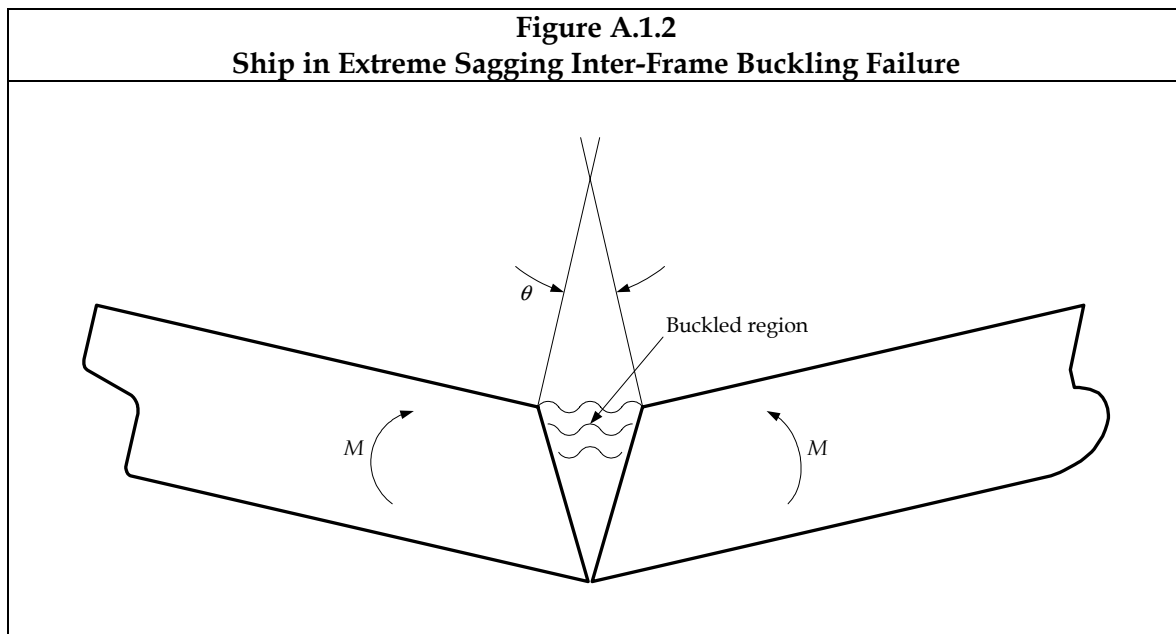 Figure A.1.2
Ship in Extreme Sagging Inter-Frame Buckling Failure
θ
Buckled region
M
M